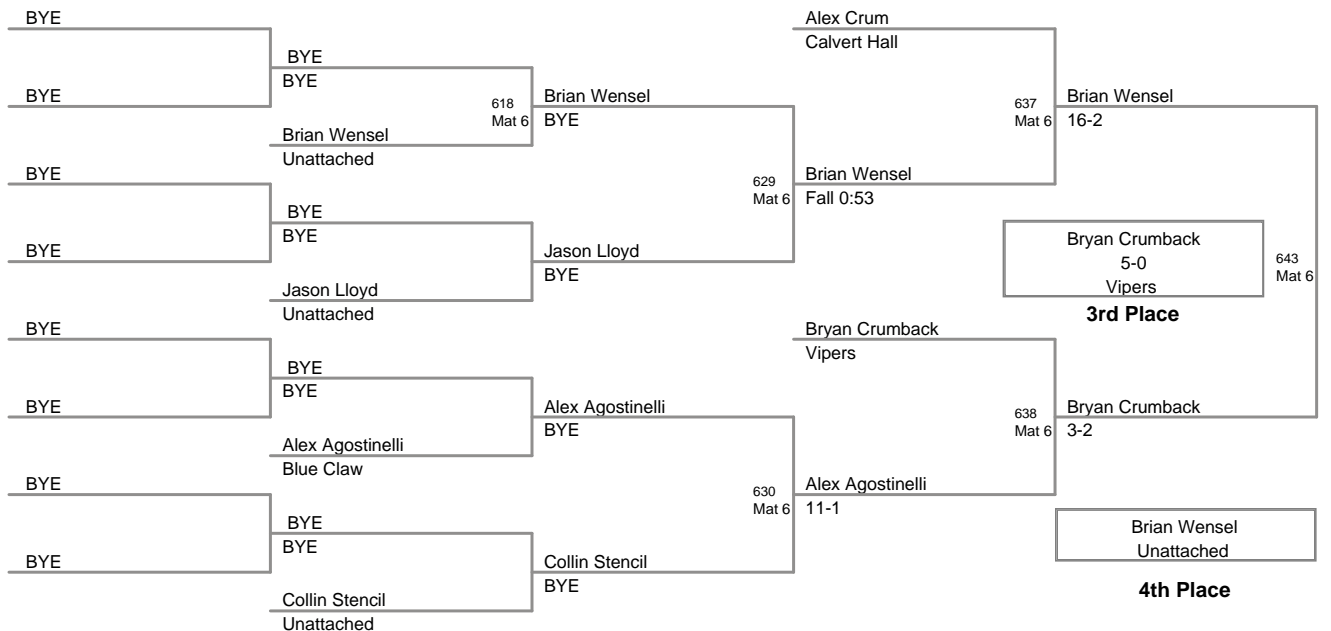 BYE
BYE
BYE
BYE
BYE
BYE
BYE
BYE
BYE
BYE
Brian Wensel
Unattached
BYE
BYE
Jason Lloyd
Unattached
BYE
BYE
Alex Agostinelli
Blue Claw
BYE
BYE
Collin Stencil
Unattached
618
Mat 6
Brian Wensel
BYE
Jason Lloyd
BYE
Alex Agostinelli
BYE
Collin Stencil
BYE
629
Mat 6
630
Mat 6
Alex Crum
Calvert Hall
Brian Wensel
Fall 0:53
Bryan Crumback
Vipers
Alex Agostinelli
11-1
637
Mat 6
638
Mat 6
Brian Wensel
16-2
Bryan Crumback
5-0
Vipers
3rd Place
643
Mat 6
Bryan Crumback
3-2
Brian Wensel
Unattached
4th Place